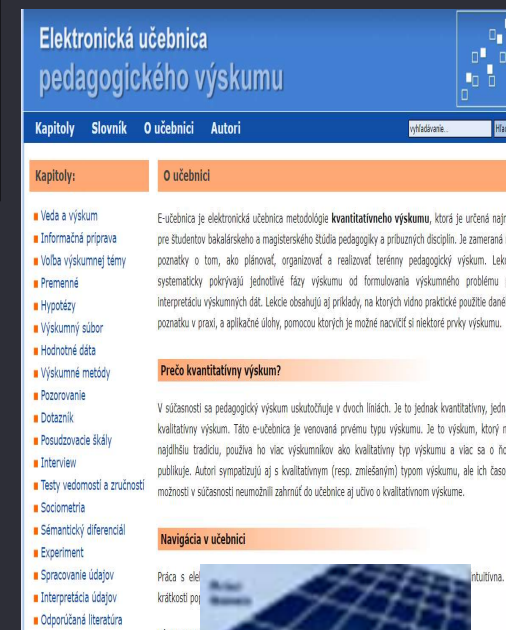 Elektronická učebnica
pedagogického výskumu
Kapitoly Slovník O učebnici Autori
vyhľadávanie...
Kapitoly:
Veda a výskum
Informačná príprava
Voľba výskumnej témy
Premenné
Hypotézy
Výskumný súbor
Hodnotné dáta
Výskumné metódy
Pozorovanie
Dotazník
Posudzovacie škály
Interview
Testy vedomostí a zručností
Sociometria
Sémantický diferenciál
Experiment
Spracovanie údajov
Interpretácia údajov
Odporúčaná literatúra
O učebnici
E-učebnica je elektronická učebnica metodológie kvantitatívneho výskumu, ktorá je určená
pre študentov bakalárskeho a magisterského štúdia pedagogiky a príbuzných disciplín. Je zameraná
poznatky o tom, ako plánovať, organizovať a realizovať terénny pedagogický výskum.
systematicky pokrývajú jednotlivé fázy výskumu od formulovania výskumného problému
interpretáciu výskumných dát. Lekcie obsahujú aj príklady, na ktorých vidno praktické použitie
poznatku v praxi, a aplikačné úlohy, pomocou ktorých je možné nacvičiť si niektoré prvky výskumu.
Prečo kvantitatívny výskum?
V súčasnosti sa pedagogický výskum uskutočňuje v dvoch líniách. Je to jednak kvantitatívny,
kvalitatívny výskum. Táto e-učebnica je venovaná prvému typu výskumu. Je to výskum, ktorý
najdlhšiu tradíciu, používa ho viac výskumníkov ako kvalitatívny typ výskumu a viac sa o
publikuje. Autori sympatizujú aj s kvalitatívnym (resp. zmiešaným) typom výskumu, ale ich
možnosti v súčasnosti neumožnili zahrnúť do učebnice aj učivo o kvalitatívnom výskume.
Navigácia v učebnici
Práca s
krátkosti